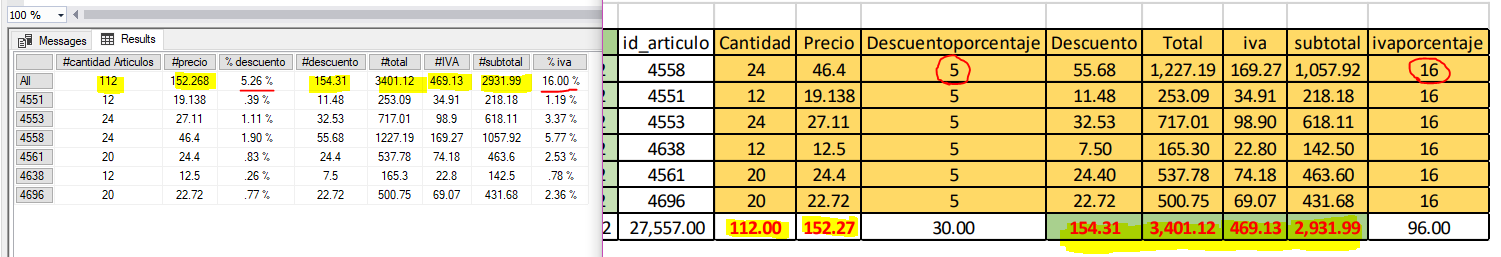 100 %
Messages Results
#cantidad Articulos #precio % descuento #descuento #total #IVA #subtotal % iva
All 112 152.268 5.26 % 154.31 3401.12 469.13 2931.99 16.00 %
4551 12 19.138 .39 % 11.48 253.09 34.91 218.18 1.19 %
4553 24 27.11 1.11 % 32.53 717.01 98.9 618.11 3.37 %
4558 24 46.4 1.90 % 55.68 1227.19 169.27 1057.92 5.77 %
4561 20 24.4 .83 % 24.4 537.78 74.18 463.6 2.53 %
4638 12 12.5 .26 % 7.5 165.3 22.8 142.5 .78 %
4696 20 22.72 .77 % 22.72 500.75 69.07 431.68 2.36 %
id_articulo Cantidad Precio Descuentoporcentaje Descuento Total iva subtotal ivaporcentaje
2 4558 24 46.4 5 55.68 1,227.19 169.27 1,057.92 16
2 4551 12 19.138 5 11.48 253.09 34.91 218.18 16
2 4553 24 27.11 5 32.53 717.01 98.90 618.11 16
2 4638 12 12.5 5 7.50 165.30 22.80 142.50 16
2 4561 20 24.4 5 24.40 537.78 74.18 463.60 16
2 4696 20 22.72 5 22.72 500.75 69.07 431.68 16
2 27,557.00 112.00 152.27 30.00 154.31 3,401.12 469.13 2,931.99 96.00